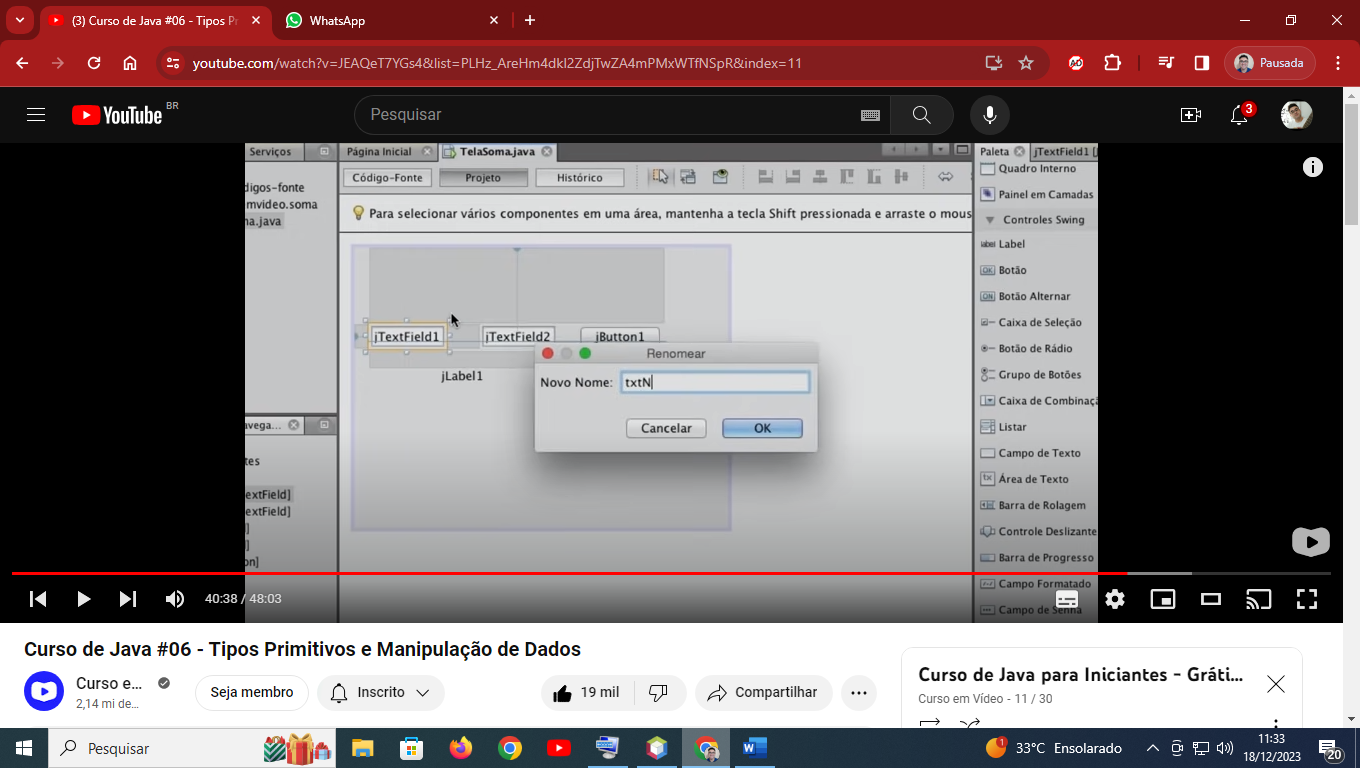 (3) Curso de Java #06 - Tipos Pr
WhatsApp
youtube.com/watch?v=JEAQeT7YGs4&list=PLHz_AreHm4dkI2ZdjTwZA4mPMxWTfNSpR&index=11
Pausada
YouTube BR
Pesquisar
3
Serviços
Página Inicial
TelaSoma.java
Paleta
jTextField1 [J
Código-Fonte
Projeto
Histórico
Quadro Interno
digos-fonte
Painel em Camadas
mvideo.soma
na.java
Para selecionar vários componentes em uma área, mantenha a tecla Shift pressionada e arraste o mous
Controles Swing
label Label
OK Botão
ON Botão Alternar
Caixa de Seleção
Botão de Rádio
Grupo de Botões
Caixa de Combinaçã
Listar
Campo de Texto
Área de Texto
Barra de Rolagem
Controle Deslizante
Barra de Progresso
Campo Formatado
Campo de Senha
jTextField1
jTextField2
jButton1
jLabel1
Renomear
Novo Nome: txtN
Cancelar
OK
avega...
tes
extField]
extField]
]
]
on]
40:38 / 48:03
Curso de Java #06 - Tipos Primitivos e Manipulação de Dados
Curso e...
2,14 mi de...
Seja membro
Inscrito
19 mil
Compartilhar
Curso de Java para Iniciantes - Gráti...
Curso em Vídeo - 11 / 30
Pesquisar
1
33°C Ensolarado
11:33
18/12/2023
20